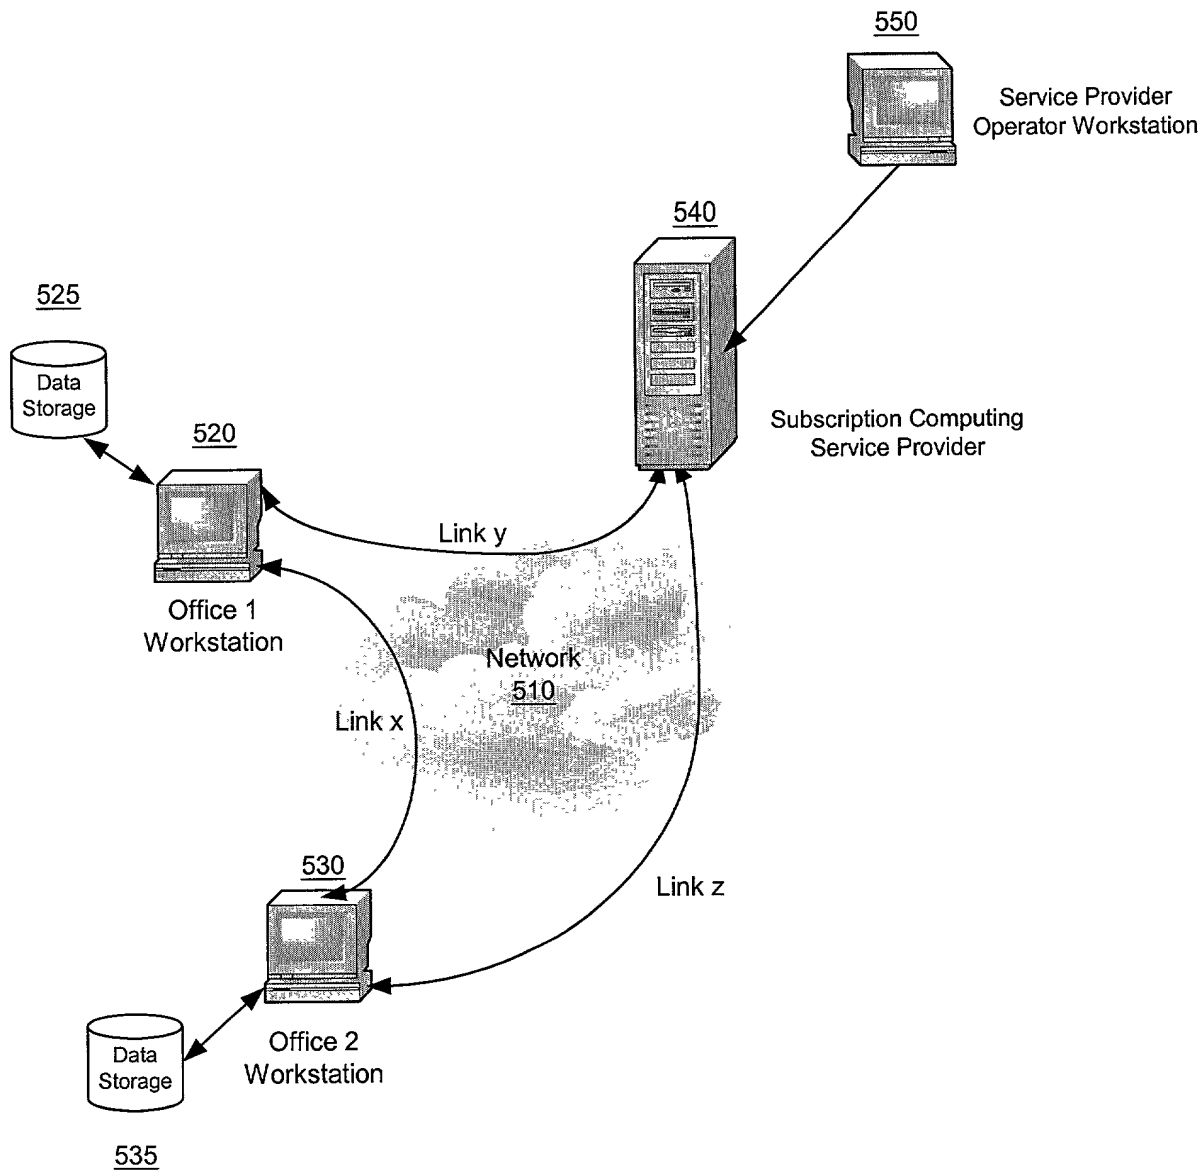 550
Service Provider
Operator Workstation
540
525
Data
Storage
520
Subscription Computing
Service Provider
Link y
Office 1
Workstation
Network
510
Link x
530
Link z
Office 2
Workstation
Data
Storage
535